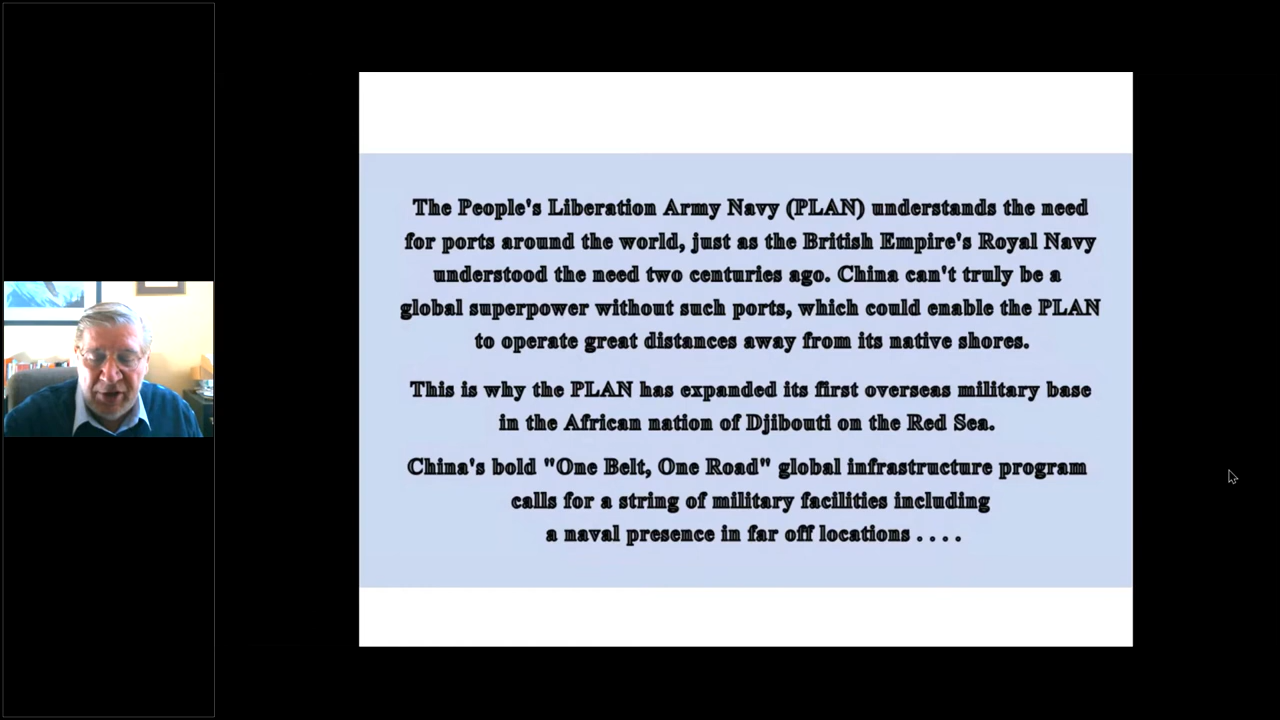 The People's Liberation Army Navy (PLAN) understands the need
for ports around the world, just as the British Empire's Royal Navy
understood the need two centuries ago. China can't truly be a
global superpower without such ports, which could enable the PLAN
to operate great distances away from its native shores.
This is why the PLAN has expanded its first overseas military base
in the African nation of Djibouti on the Red Sea.
China's bold "One Belt, One Road" global infrastructure program
calls for a string of military facilities including
a naval presence in far off locations . . . .